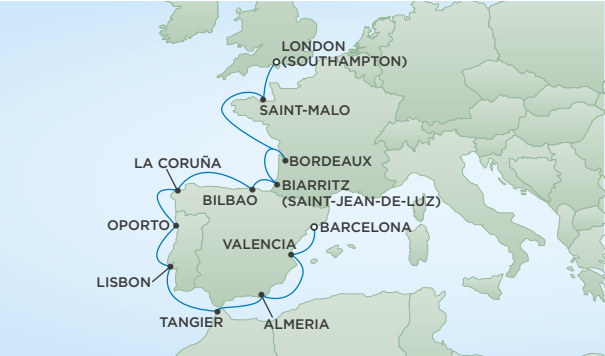 LONDON
(SOUTHAMPTON)
SAINT-MALO
BORDEAUX
LA CORUÑA
BILBAO
BIARRITZ
(SAINT-JEAN-DE-LUZ)
OPORTO
BARCELONA
VALENCIA
LISBON
TANGIER
ALMERIA